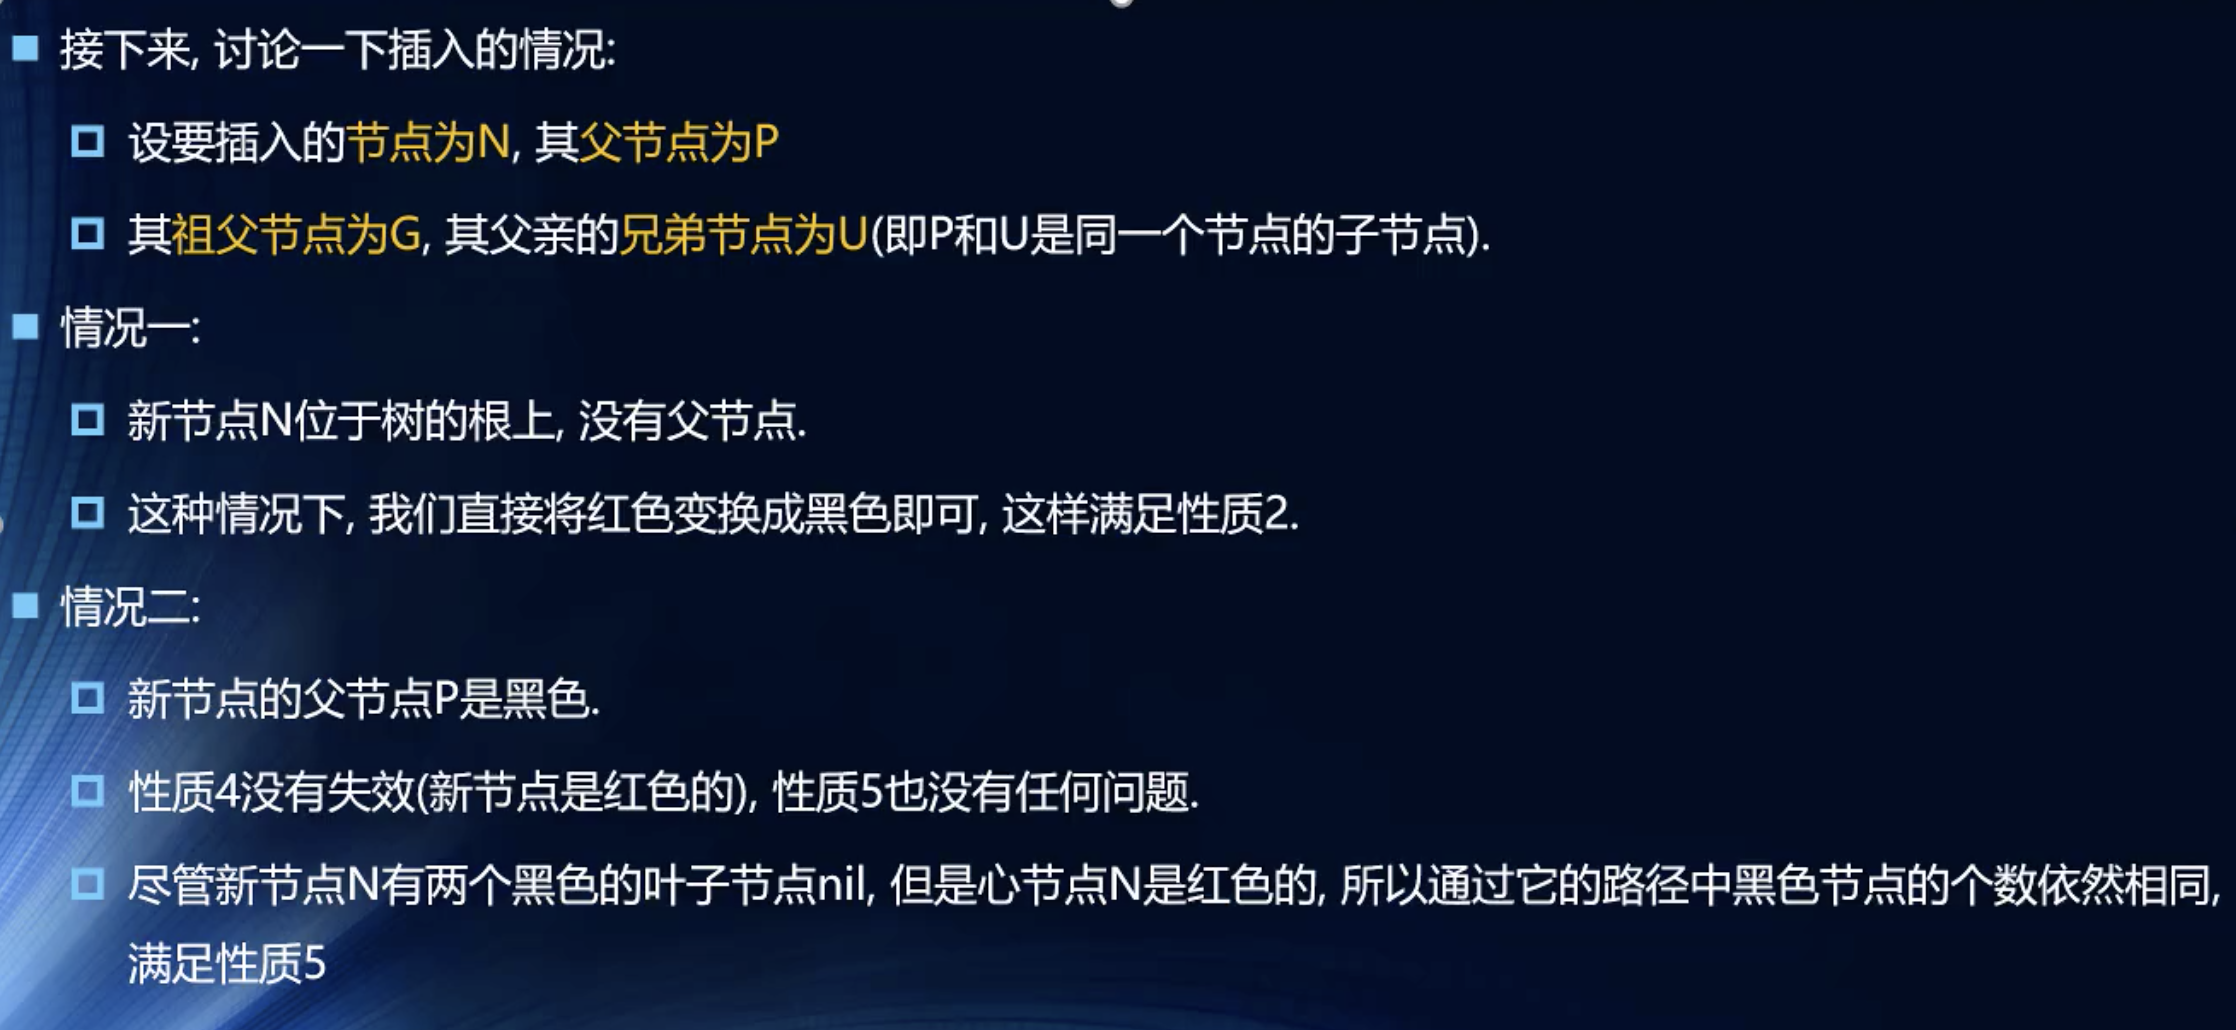 接下来, 讨论一下插入的情况:
设要插入的节点为N, 其父节点为P
其祖父节点为G, 其父亲的兄弟节点为U(即P和U是同一个节点的子节点).
情况一:
新节点N位于树的根上, 没有父节点.
这种情况下, 我们直接将红色变换成黑色即可, 这样满足性质2.
情况二:
新节点的父节点P是黑色.
性质4没有失效(新节点是红色的), 性质5也没有任何问题.
尽管新节点N有两个黑色的叶子节点nil, 但是心节点N是红色的, 所以通过它的路径中黑色节点的个数依然相同,
满足性质5